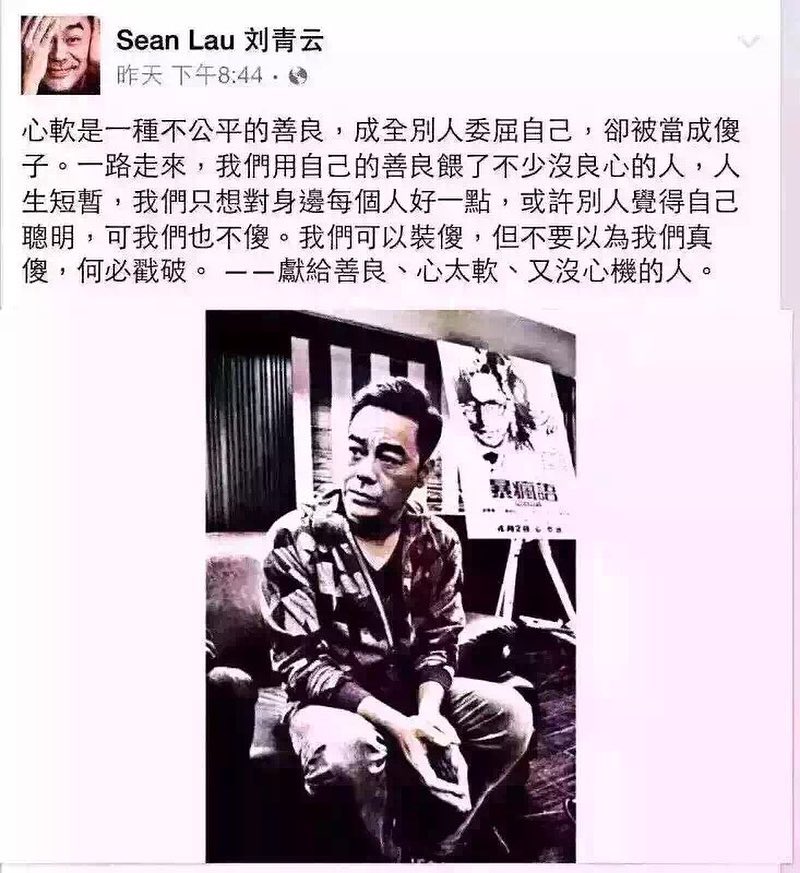 Sean Lau 刘青云
昨天 下午8:44 ·
心軟是一種不公平的善良，成全別人委屈自己，卻被當成傻
子。一路走來，我們用自己的善良餵了不少沒良心的人，人
生短暫，我們只想對身邊每個人好一點，或許別人覺得自己
聰明，可我們也不傻。我們可以裝傻，但不要以為我們真
傻，何必戳破。 ——獻給善良、心太軟、又沒心機的人。
暴瘋語